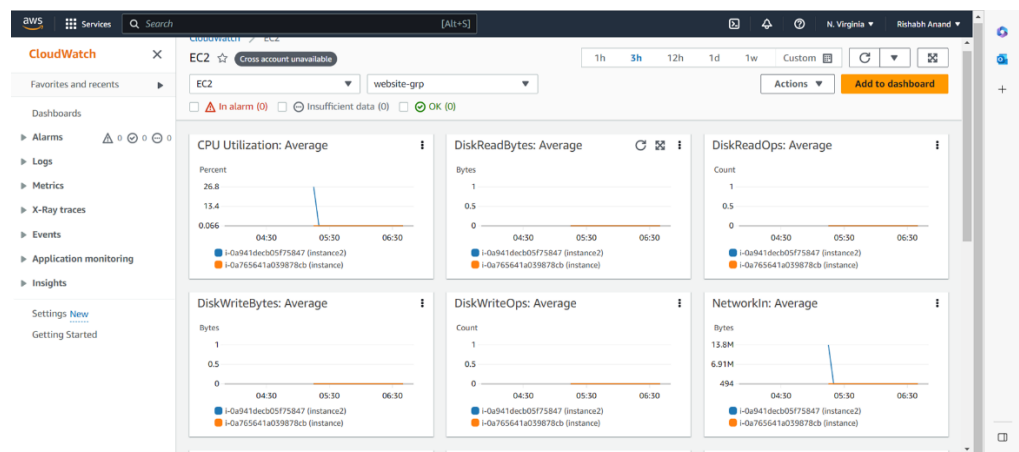 aws Services Search [Alt+S] N. Virginia ▼ Rishabh Anand ▼
CloudWatch
Favorites and recents
Dashboards
Alarms 0 0 0
Logs
Metrics
X-Ray traces
Events
Application monitoring
Insights
Settings New
Getting Started
CloudWatch > EC2
EC2 Cross account unavailable 1h 3h 12h 1d 1w Custom
EC2 website-grp Actions Add to dashboard
In alarm (0) Insufficient data (0) OK (0)
CPU Utilization: Average
Percent
26.8
13.4
0.066
04:30 05:30 06:30
i-0a941decb05f75847 (instance2)
i-0a765641a039878cb (instance)
DiskReadBytes: Average
Bytes
1
0.5
0
04:30 05:30 06:30
i-0a941decb05f75847 (instance2)
i-0a765641a039878cb (instance)
DiskReadOps: Average
Count
1
0.5
0
04:30 05:30 06:30
i-0a941decb05f75847 (instance2)
i-0a765641a039878cb (instance)
DiskWriteBytes: Average
Bytes
1
0.5
0
04:30 05:30 06:30
i-0a941decb05f75847 (instance2)
i-0a765641a039878cb (instance)
DiskWriteOps: Average
Count
1
0.5
0
04:30 05:30 06:30
i-0a941decb05f75847 (instance2)
i-0a765641a039878cb (instance)
NetworkIn: Average
Bytes
13.8M
6.91M
494
04:30 05:30 06:30
i-0a941decb05f75847 (instance2)
i-0a765641a039878cb (instance)